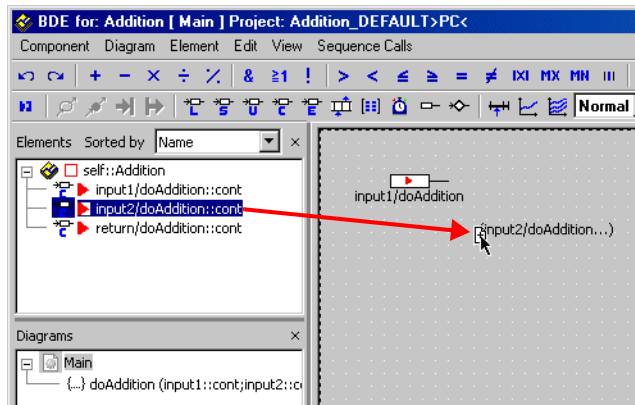 BDE for: Addition [ Main ] Project: Addition_DEFAULT>PC<
Component Diagram Element Edit View Sequence Calls
+ − × ÷ % & ≥1 ! > < ≤ ≥ = ≠ |X| MX MN
Normal
Elements Sorted by Name ×
self::Addition
input1/doAddition::cont
input2/doAddition::cont
return/doAddition::cont
input1/doAddition
(input2/doAddition...)
Diagrams ×
Main
{...} doAddition (input1::cont;input2::c